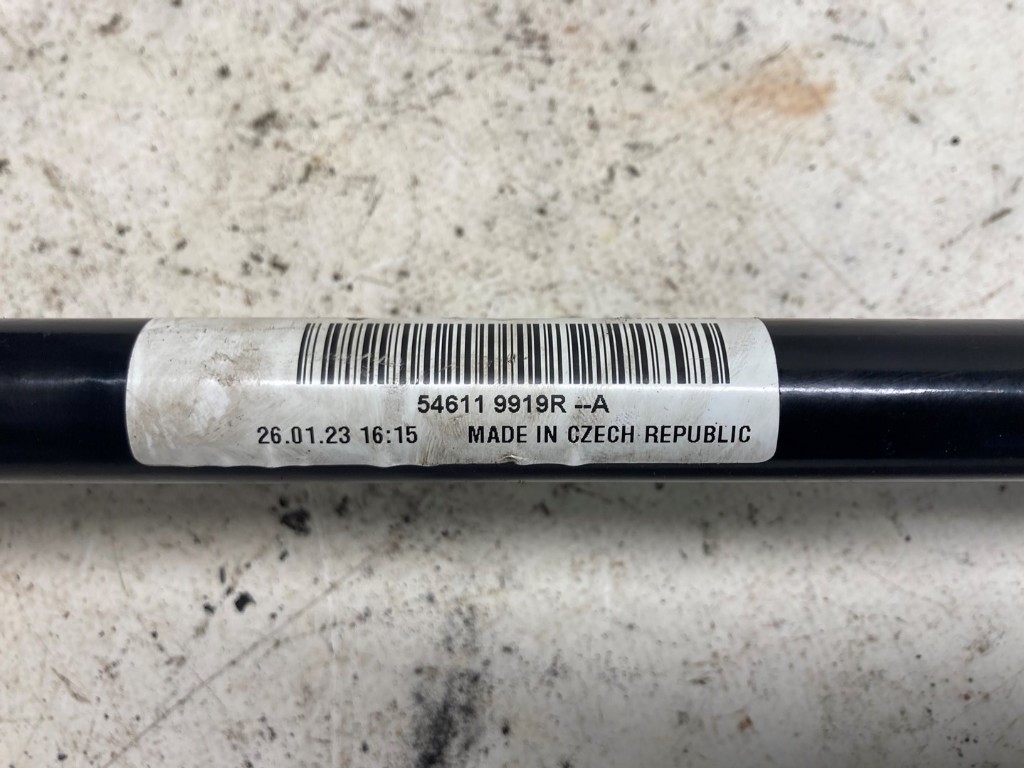 54611 9919R --A
26.01.23 16:15 MADE IN CZECH REPUBLIC